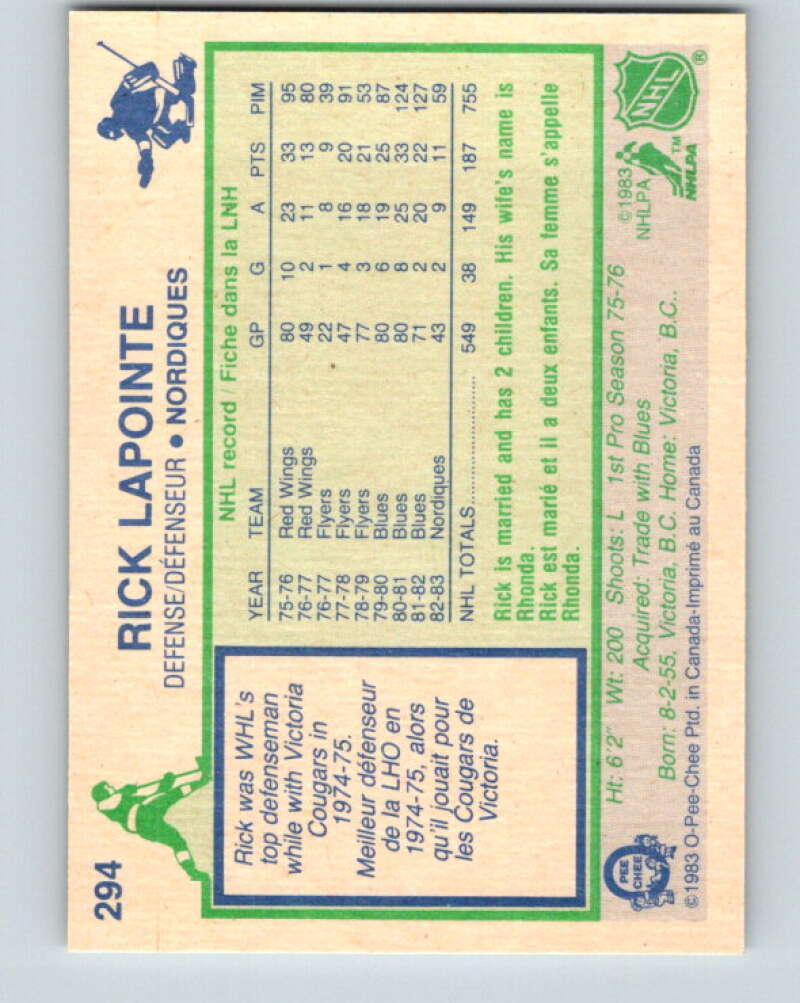 294
RICK LAPOINTE
DEFENSE/DÉFENSEUR • NORDIQUES
Rick was WHL's
top defenseman
while with Victoria
Cougars in
1974-75.
Meilleur défenseur
de la LHO en
1974-75, alors
qu'il jouait pour
les Cougars de
Victoria.
NHL record / Fiche dans la LNH
YEAR TEAM GP G A PTS PIM
75-76 Red Wings 80 10 23 33 95
76-77 Red Wings 49 2 11 13 80
76-77 Flyers 22 1 8 9 39
77-78 Flyers 47 4 16 20 91
78-79 Flyers 77 3 18 21 53
79-80 Blues 80 6 19 25 87
80-81 Blues 80 8 25 33 124
81-82 Blues 71 2 20 22 127
82-83 Nordiques 43 2 9 11 59
NHL TOTALS.................... 549 38 149 187 755
Rick is married and has 2 children. His wife's name is
Rhonda.
Rick est marié et il a deux enfants. Sa femme s'appelle
Rhonda.
Ht: 6'2" Wt: 200 Shoots: L 1st Pro Season 75-76
Acquired: Trade with Blues
Born: 8-2-55, Victoria, B.C. Home: Victoria, B.C..
©1983 O-Pee-Chee Ptd. in Canada-Imprimé au Canada
O
PEE
CHEE
©1983
NHLPA
NHLPA
TM
NHL
®